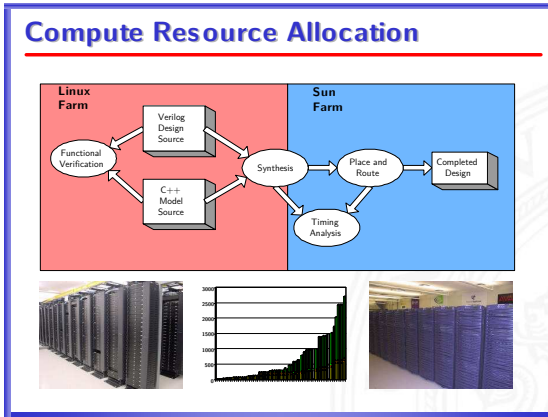 Compute Resource Allocation
Linux
Farm
Sun
Farm
Verilog
Design
Source
Functional
Verification
C++
Model
Source
Synthesis
Place and
Route
Completed
Design
Timing
Analysis
3000
2500
2000
1500
1000
500
0